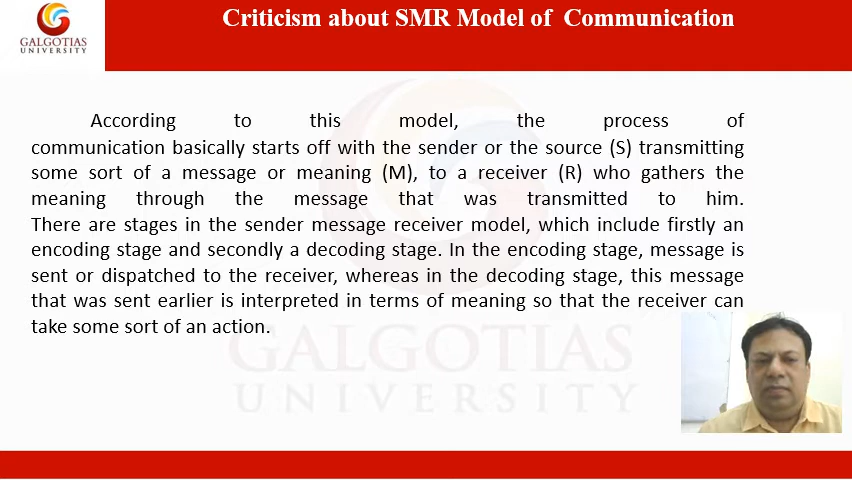 GALGOTIAS
UNIVERSITY
Criticism about SMR Model of Communication
According to this model, the process of
communication basically starts off with the sender or the source (S) transmitting
some sort of a message or meaning (M), to a receiver (R) who gathers the
meaning through the message that was transmitted to him.
There are stages in the sender message receiver model, which include firstly an
encoding stage and secondly a decoding stage. In the encoding stage, message is
sent or dispatched to the receiver, whereas in the decoding stage, this message
that was sent earlier is interpreted in terms of meaning so that the receiver can
take some sort of an action.
GALGOTIAS
UNIVERSITY